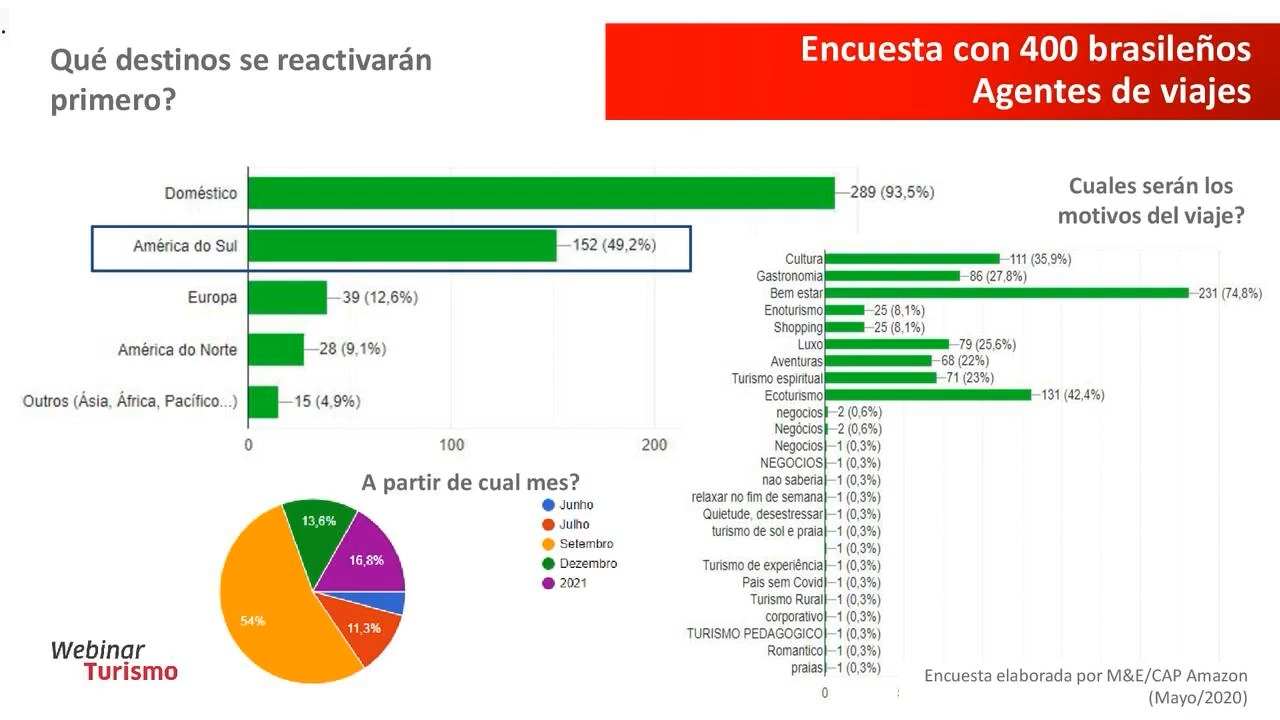 Qué destinos se reactivarán
primero?
Encuesta con 400 brasileños
Agentes de viajes
Doméstico
289 (93,5%)
América do Sul
152 (49,2%)
Europa
39 (12,6%)
América do Norte
28 (9,1%)
Outros (Ásia, África, Pacífico...)
15 (4,9%)
0
100
200
Cuales serán los
motivos del viaje?
Cultura
111 (35,9%)
Gastronomia
86 (27,8%)
Bem estar
231 (74,8%)
Enoturismo
25 (8,1%)
Shopping
25 (8,1%)
Luxo
79 (25,6%)
Aventuras
68 (22%)
Turismo espiritual
71 (23%)
Ecoturismo
131 (42,4%)
negocios
2 (0,6%)
Negócios
2 (0,6%)
Negocios
1 (0,3%)
NEGOCIOS
1 (0,3%)
nao saberia
1 (0,3%)
relaxar no fim de semana
1 (0,3%)
Quietude, desestressar
1 (0,3%)
turismo de sol e praia
1 (0,3%)
1 (0,3%)
Turismo de experiência
1 (0,3%)
Pais sem Covid
1 (0,3%)
Turismo Rural
1 (0,3%)
corporativo
1 (0,3%)
TURISMO PEDAGOGICO
1 (0,3%)
Romantico
1 (0,3%)
praias
1 (0,3%)
0
A partir de cual mes?
Junho
Julho
Setembro
Dezembro
2021
13,6%
16,8%
54%
11,3%
Webinar
Turismo
Encuesta elaborada por M&E/CAP Amazon
(Mayo/2020)